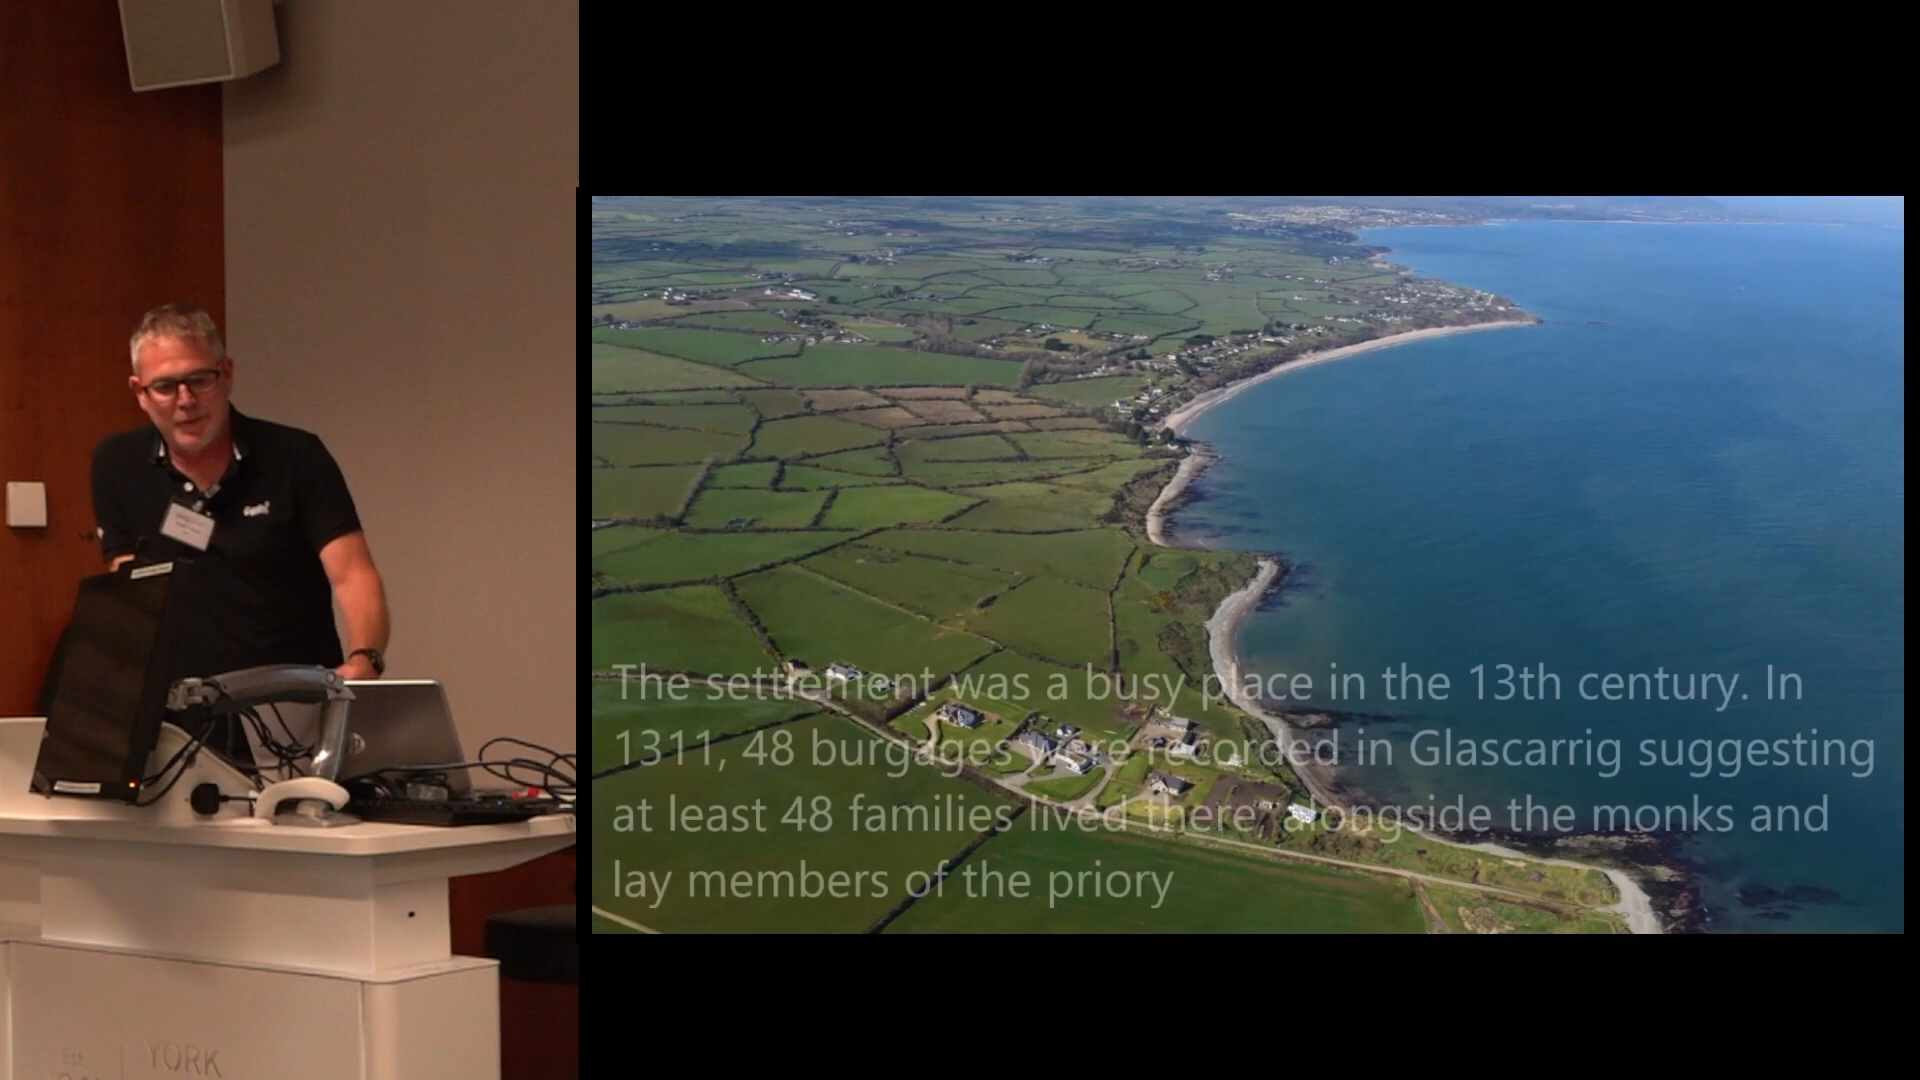 The settlement was a busy place in the 13th century. In
1311, 48 burgages were recorded in Glascarrig suggesting
at least 48 families lived there alongside the monks and
lay members of the priory
Est.
YORK